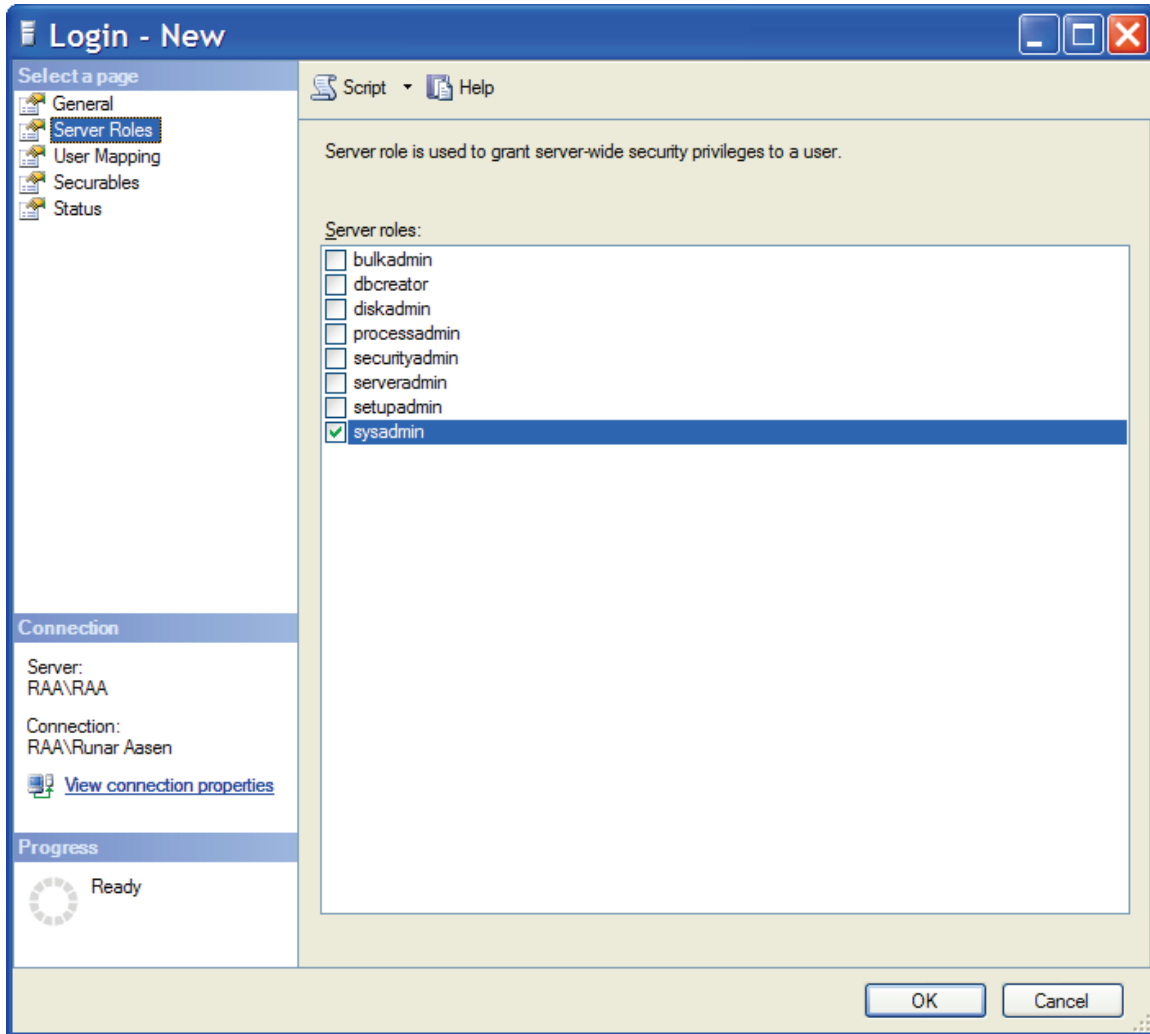 Login - New
Select a page
General
Server Roles
User Mapping
Securables
Status
Script
Help
Server role is used to grant server-wide security privileges to a user.
Server roles:
bulkadmin
dbcreator
diskadmin
processadmin
securityadmin
serveradmin
setupadmin
sysadmin
Connection
Server:
RAA\RAA
Connection:
RAA\Runar Aasen
View connection properties
Progress
Ready
OK
Cancel